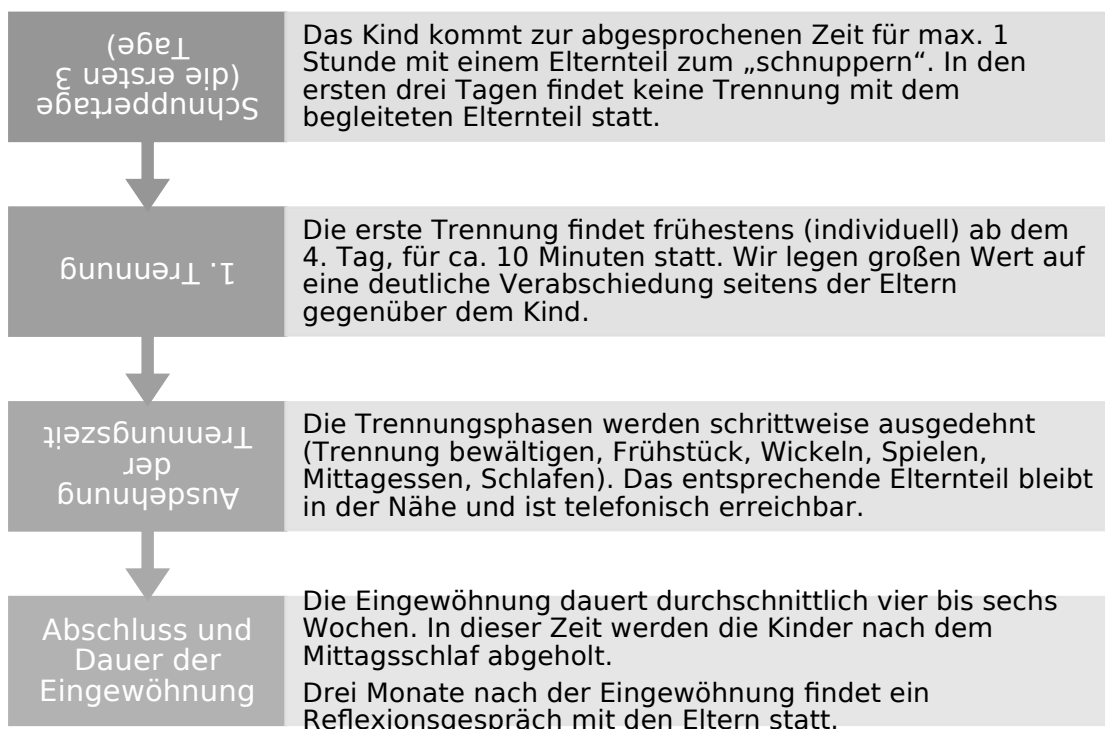 Schnuppertage
(die ersten 3
Tage)
Das Kind kommt zur abgesprochenen Zeit für max. 1
Stunde mit einem Elternteil zum „schnuppern“. In den
ersten drei Tagen findet keine Trennung mit dem
begleiteten Elternteil statt.
1. Trennung
Die erste Trennung findet frühestens (individuell) ab dem
4. Tag, für ca. 10 Minuten statt. Wir legen großen Wert auf
eine deutliche Verabschiedung seitens der Eltern
gegenüber dem Kind.
Ausdehnung
der
Trennungszeit
Die Trennungsphasen werden schrittweise ausgedehnt
(Trennung bewältigen, Frühstück, Wickeln, Spielen,
Mittagessen, Schlafen). Das entsprechende Elternteil bleibt
in der Nähe und ist telefonisch erreichbar.
Abschluss und
Dauer der
Eingewöhnung
Die Eingewöhnung dauert durchschnittlich vier bis sechs
Wochen. In dieser Zeit werden die Kinder nach dem
Mittagsschlaf abgeholt.
Drei Monate nach der Eingewöhnung findet ein
Reflexionsgespräch mit den Eltern statt.